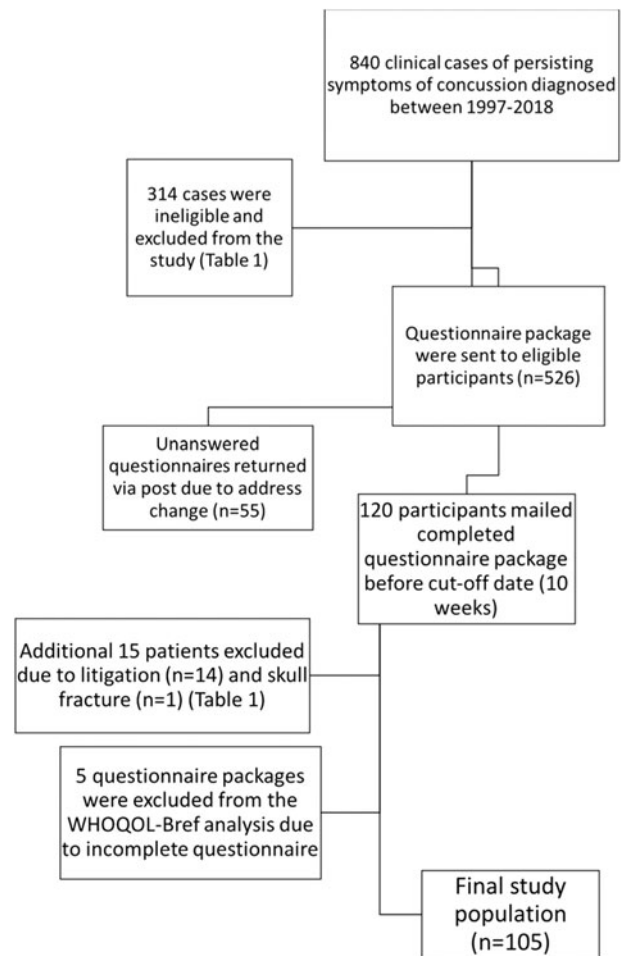 840 clinical cases of persisting
symptoms of concussion diagnosed
between 1997-2018
314 cases were
ineligible and
excluded from the
study (Table 1)
Questionnaire package
were sent to eligible
participants (n=526)
Unanswered
questionnaires returned
via post due to address
change (n=55)
120 participants mailed
completed
questionnaire package
before cut-off date (10
weeks)
Additional 15 patients excluded
due to litigation (n=14) and skull
fracture (n=1) (Table 1)
5 questionnaire packages
were excluded from the
WHOQOL-Bref analysis due
to incomplete questionnaire
Final study
population
(n=105)